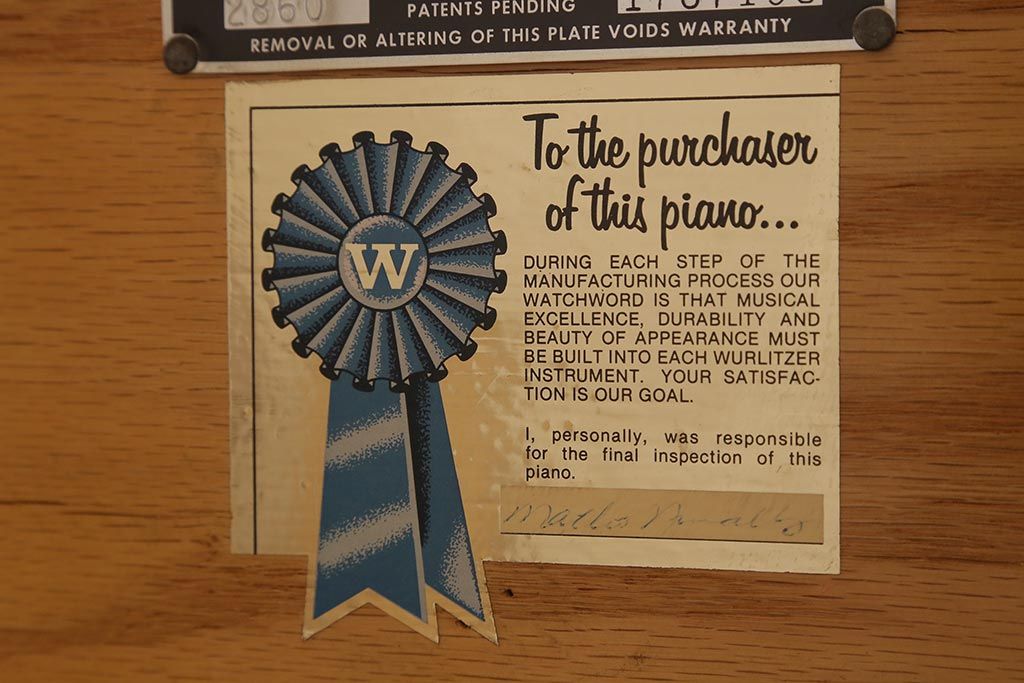 2860
PATENTS PENDING
REMOVAL OR ALTERING OF THIS PLATE VOIDS WARRANTY
W
To the purchaser
of this piano...
DURING EACH STEP OF THE
MANUFACTURING PROCESS OUR
WATCHWORD IS THAT MUSICAL
EXCELLENCE, DURABILITY AND
BEAUTY OF APPEARANCE MUST
BE BUILT INTO EACH WURLITZER
INSTRUMENT. YOUR SATISFAC-
TION IS OUR GOAL.
I, personally, was responsible
for the final inspection of this
piano.